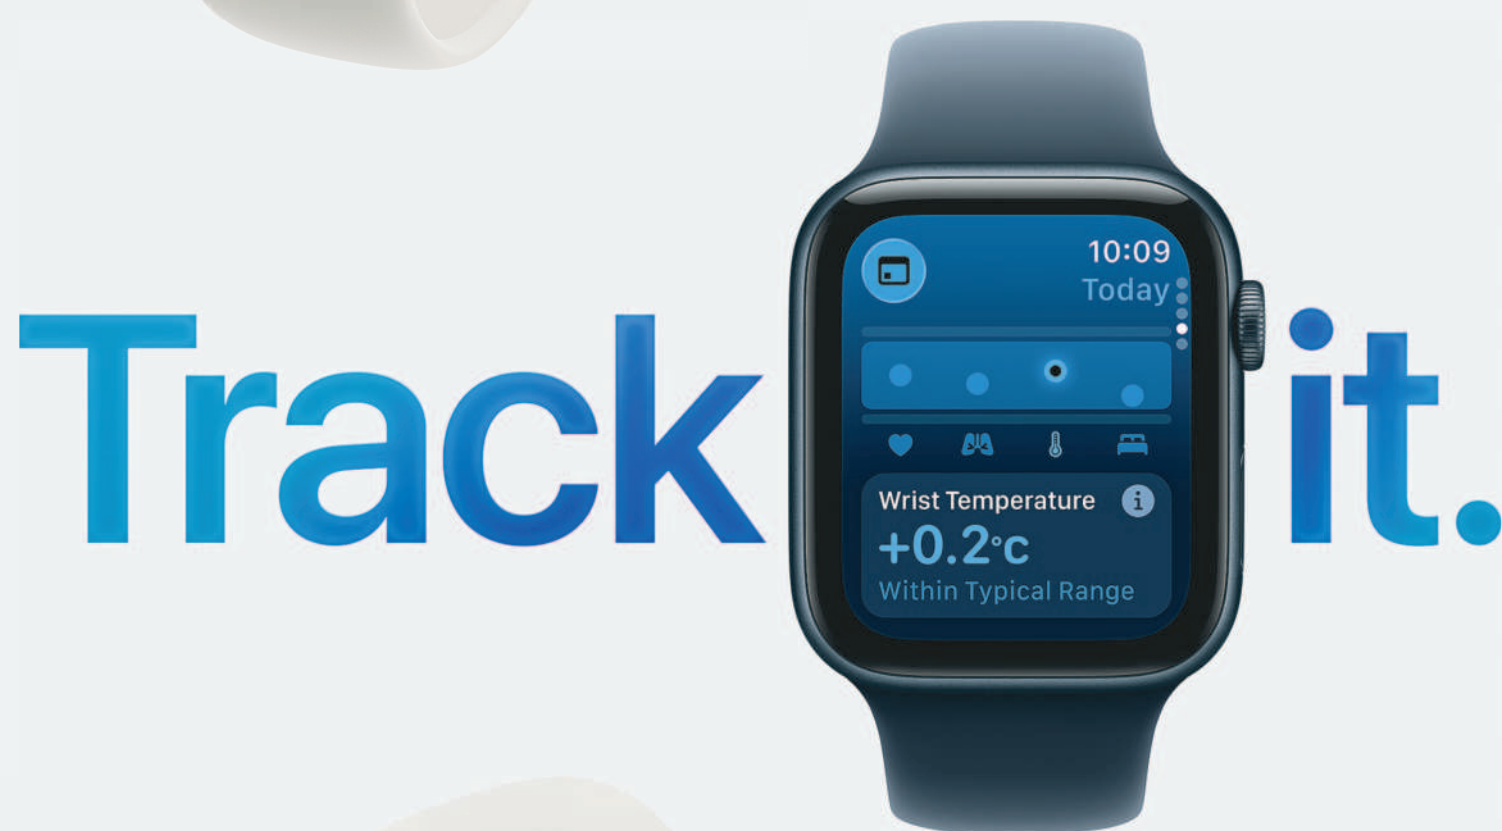 Track it.
10:09
Today
Wrist Temperature
+0.2°C
Within Typical Range